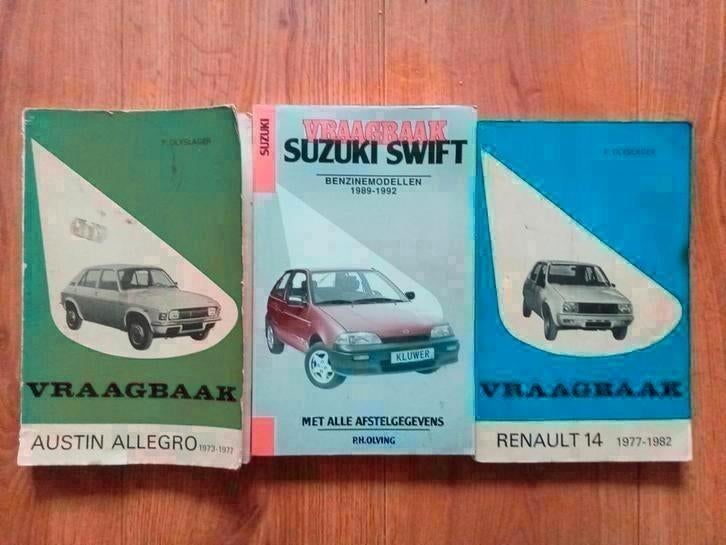 P. OLYSLAGER
VRAAGBAAK
AUSTIN ALLEGRO 1973-1977
SUZUKI
VRAAGBAAK
SUZUKI SWIFT
BENZINEMODELLEN
1989-1992
KLUWER
MET ALLE AFSTELGEGEVENS
P.H. OLVING
P. OLYSLAGER
VRAAGBAAK
RENAULT 14 1977-1982